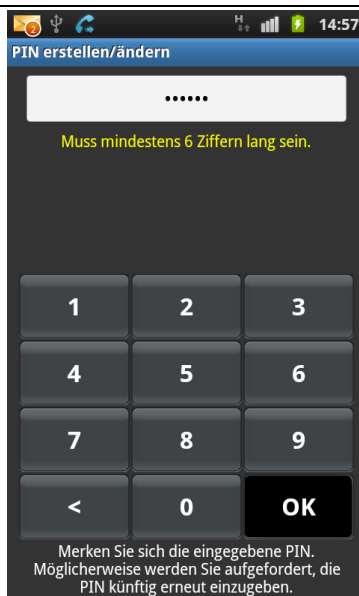 2 H 14:57
PIN erstellen/ändern
••••••
Muss mindestens 6 Ziffern lang sein.
1 2 3
4 5 6
7 8 9
< 0 OK
Merken Sie sich die eingegebene PIN.
Möglicherweise werden Sie aufgefordert, die
PIN künftig erneut einzugeben.